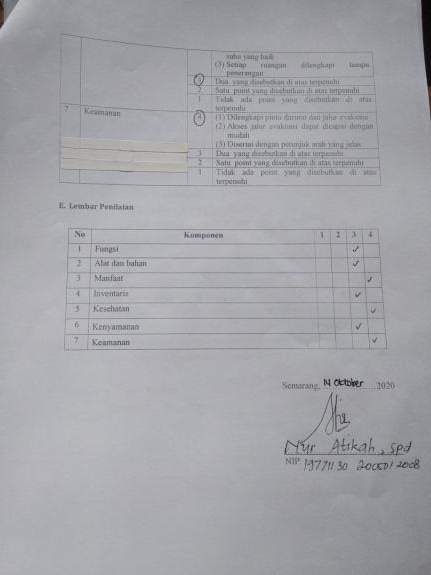 suhu yang baik
(3) Setiap ruangan dilengkapi lampu
penerangan
3 Dua yang disebutkan di atas terpenuhi
2 Satu point yang disebutkan di atas terpenuhi
1 Tidak ada point yang disebutkan di atas
terpenuhi
7 Keamanan 4 (1) Dilengkapi pintu darurat dan jalur evakuasi
(2) Akses jalur evakuasi dapat dicapai dengan
mudah
(3) Disertai dengan petunjuk arah yang jelas
3 Dua yang disebutkan di atas terpenuhi
2 Satu point yang disebutkan di atas terpenuhi
1 Tidak ada point yang disebutkan di atas
terpenuhi
E. Lembar Penilaian
No Komponen 1 2 3 4
1 Fungsi ✓
2 Alat dan bahan ✓
3 Manfaat ✓
4 Inventaris ✓
5 Kesehatan ✓
6 Kenyamanan ✓
7 Keamanan ✓
Semarang, 14 Oktober 2020
Nur Atikah, spd
NIP. 19771130 200501 2008